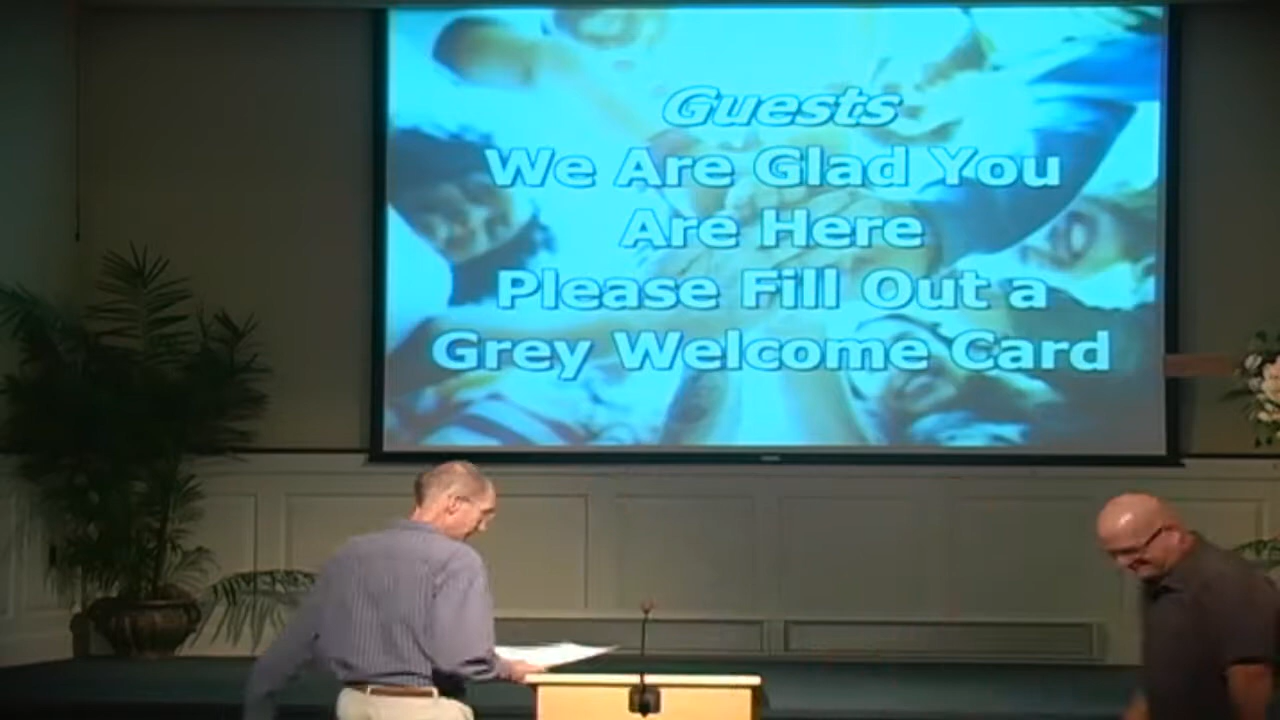 Guests
We Are Glad You
Are Here
Please Fill Out a
Grey Welcome Card